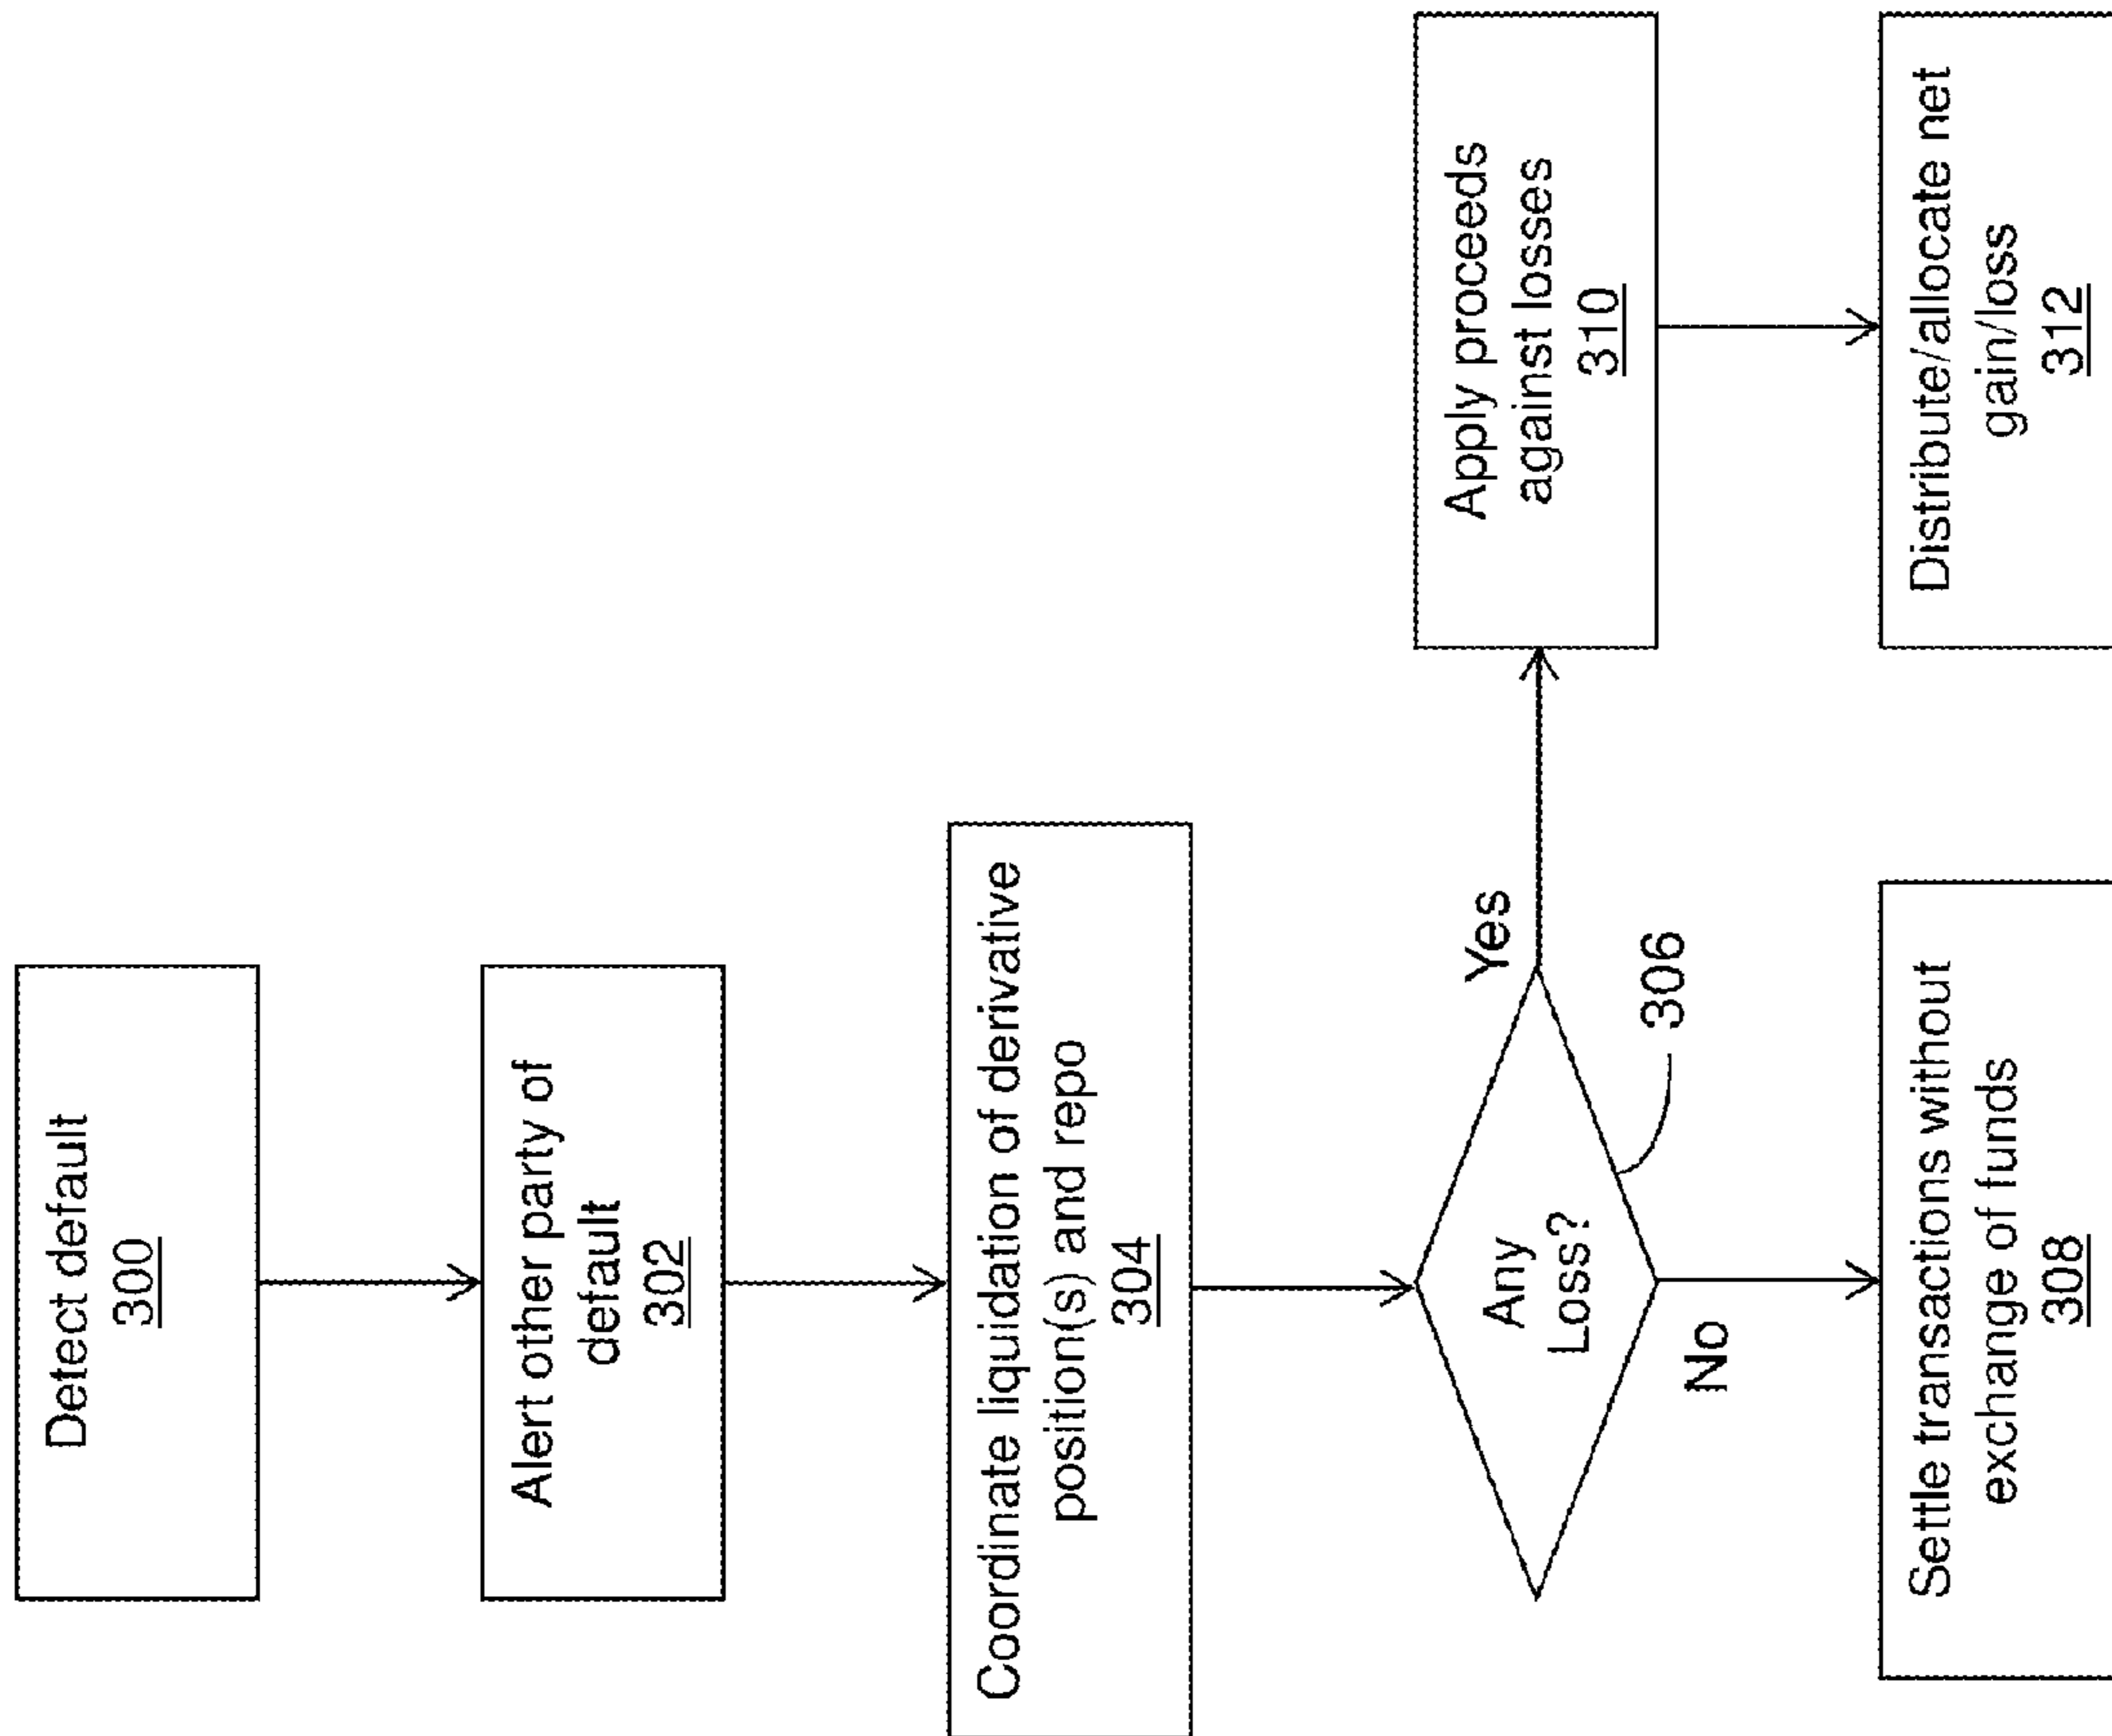 Detect default
300
Alert other party of
default
302
Coordinate liquidation of derivative
position(s) and repo
304
Any
Loss?
306
Yes
No
Settle transactions without
exchange of funds
308
Apply proceeds
against losses
310
Distribute/allocate net
gain/loss
312